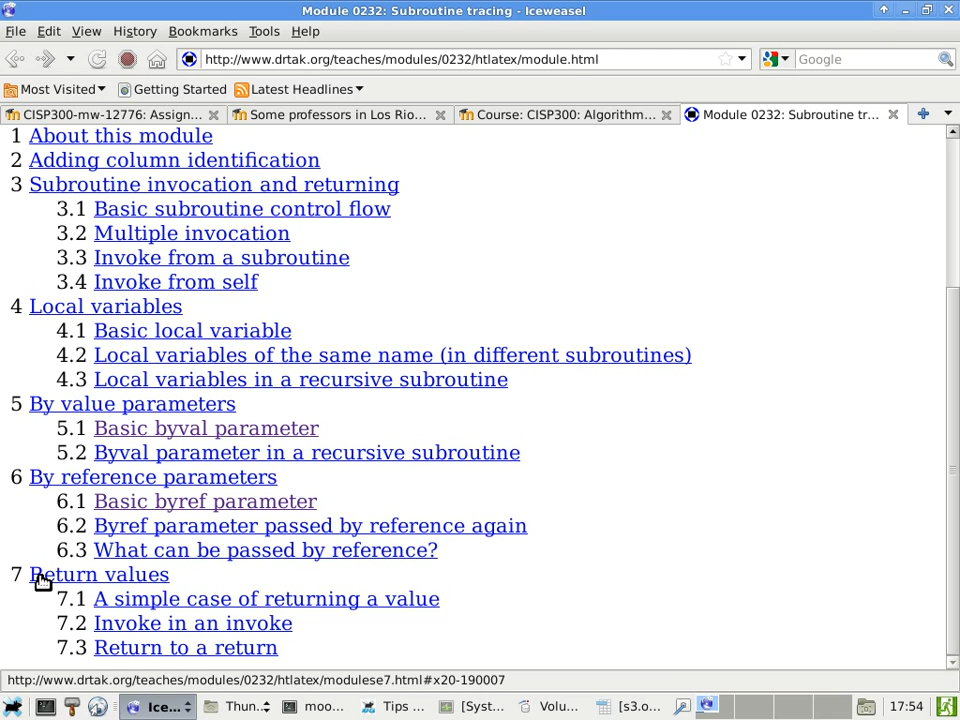 Module 0232: Subroutine tracing - Iceweasel
File Edit View History Bookmarks Tools Help
http://www.drtak.org/teaches/modules/0232/htlatex/module.html
Google
Most Visited Getting Started Latest Headlines
CISP300-mw-12776: Assign... Some professors in Los Rio... Course: CISP300: Algorithm... Module 0232: Subroutine tr...
1 About this module
2 Adding column identification
3 Subroutine invocation and returning
3.1 Basic subroutine control flow
3.2 Multiple invocation
3.3 Invoke from a subroutine
3.4 Invoke from self
4 Local variables
4.1 Basic local variable
4.2 Local variables of the same name (in different subroutines)
4.3 Local variables in a recursive subroutine
5 By value parameters
5.1 Basic byval parameter
5.2 Byval parameter in a recursive subroutine
6 By reference parameters
6.1 Basic byref parameter
6.2 Byref parameter passed by reference again
6.3 What can be passed by reference?
7 Return values
7.1 A simple case of returning a value
7.2 Invoke in an invoke
7.3 Return to a return
http://www.drtak.org/teaches/modules/0232/htlatex/modulese7.html#x20-190007
Ice... Thun... moo... Tips ... [Syst... Volu... [s3.o... 17:54